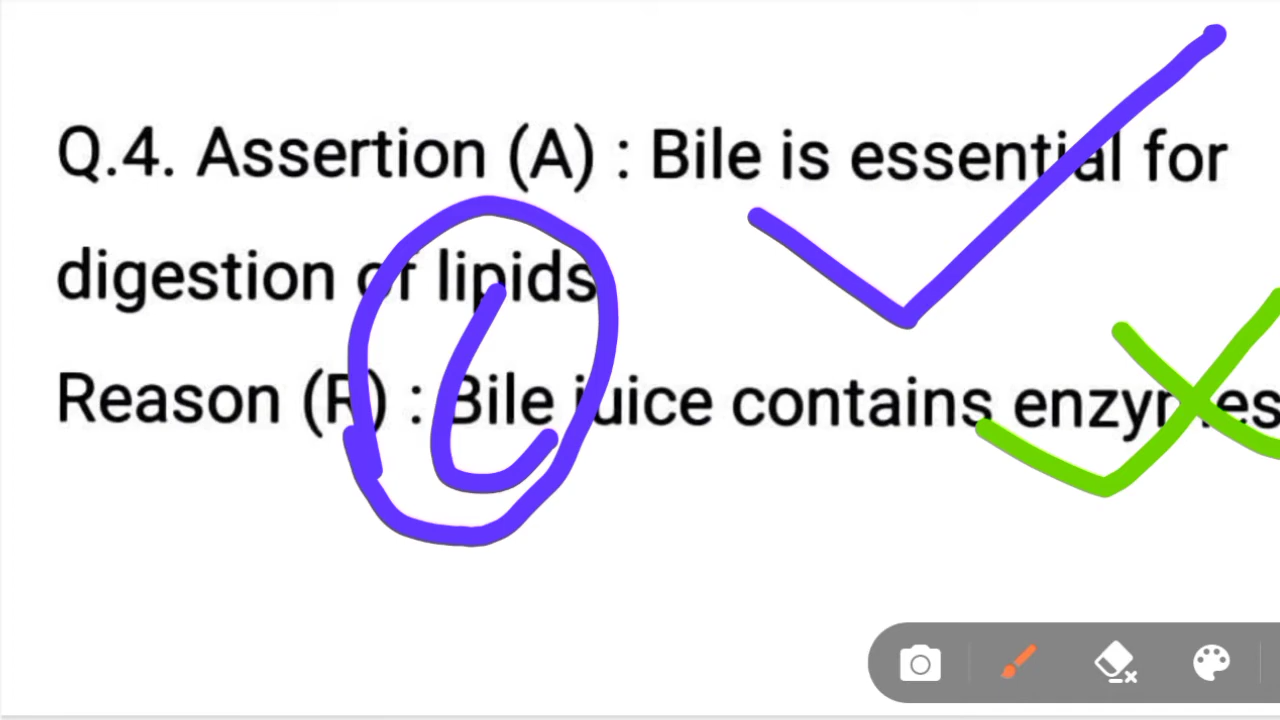 Q.4. Assertion (A) : Bile is essential for
digestion of lipids
Reason (R) : Bile juice contains enzymes
C